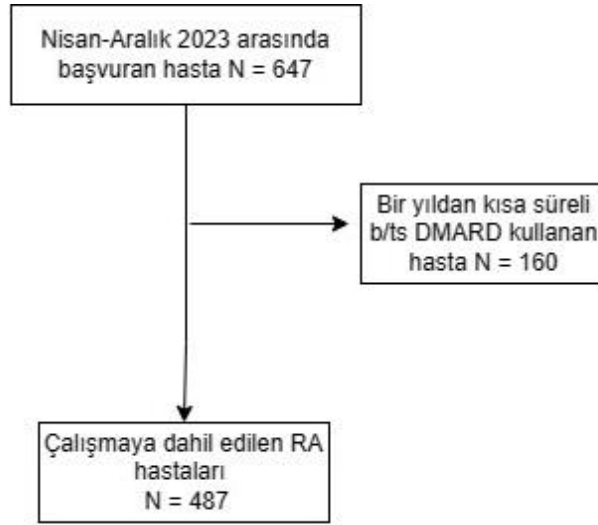 Nisan-Aralık 2023 arasında
başvuran hasta N = 647
Bir yıldan kısa süreli
b/ts DMARD kullanan
hasta N = 160
Çalışmaya dahil edilen RA
hastaları
N = 487